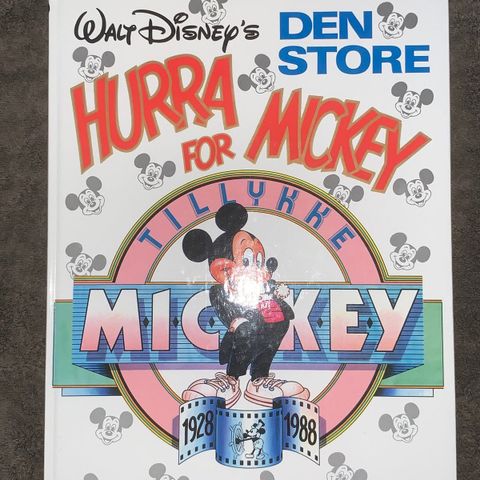 WALT DISNEY'S
DEN
STORE
HURRA
FOR MICKEY
TILLYKKE
MICKEY
1928
1988